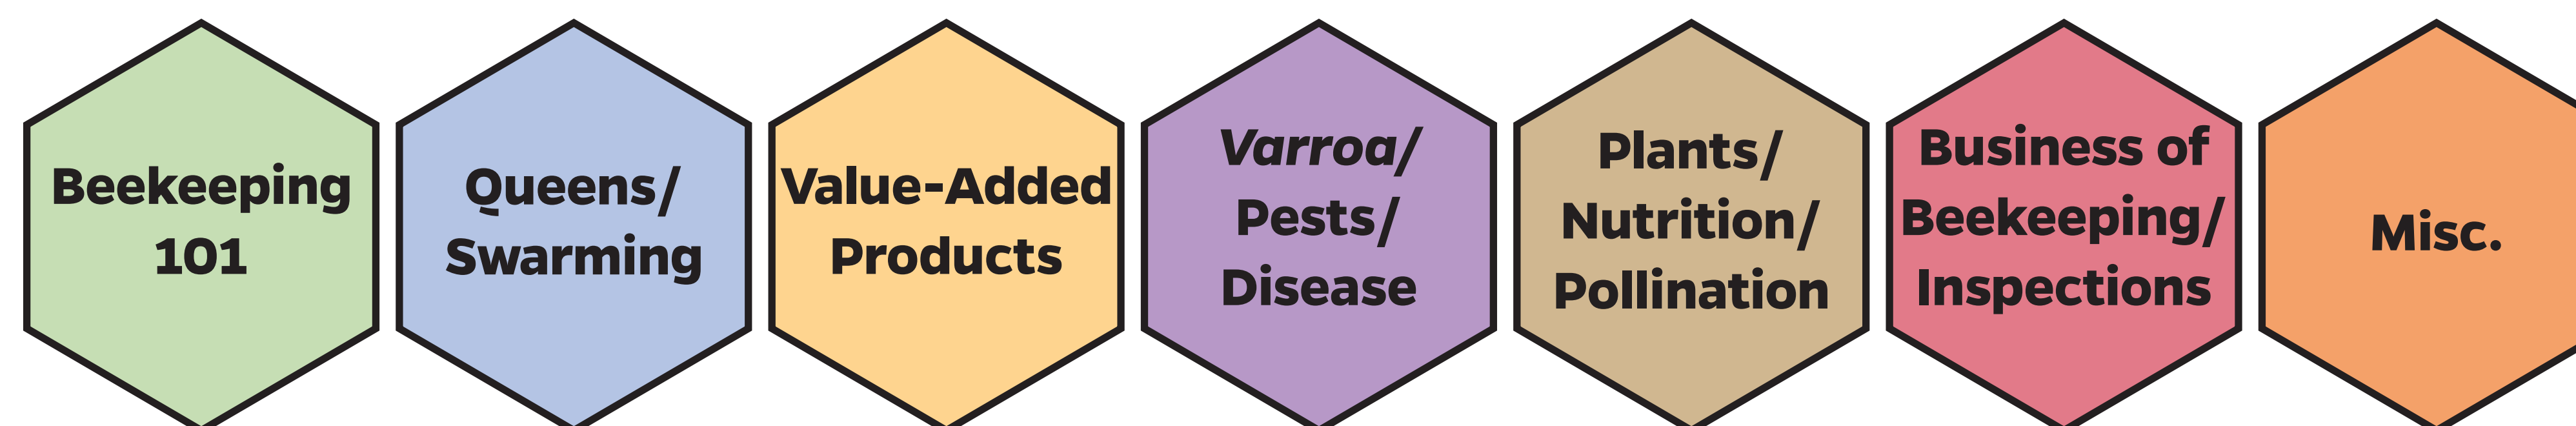 Beekeeping
101
Queens/
Swarming
Value-Added
Products
Varroa/
Pests/
Disease
Plants/
Nutrition/
Pollination
Business of
Beekeeping/
Inspections
Misc.